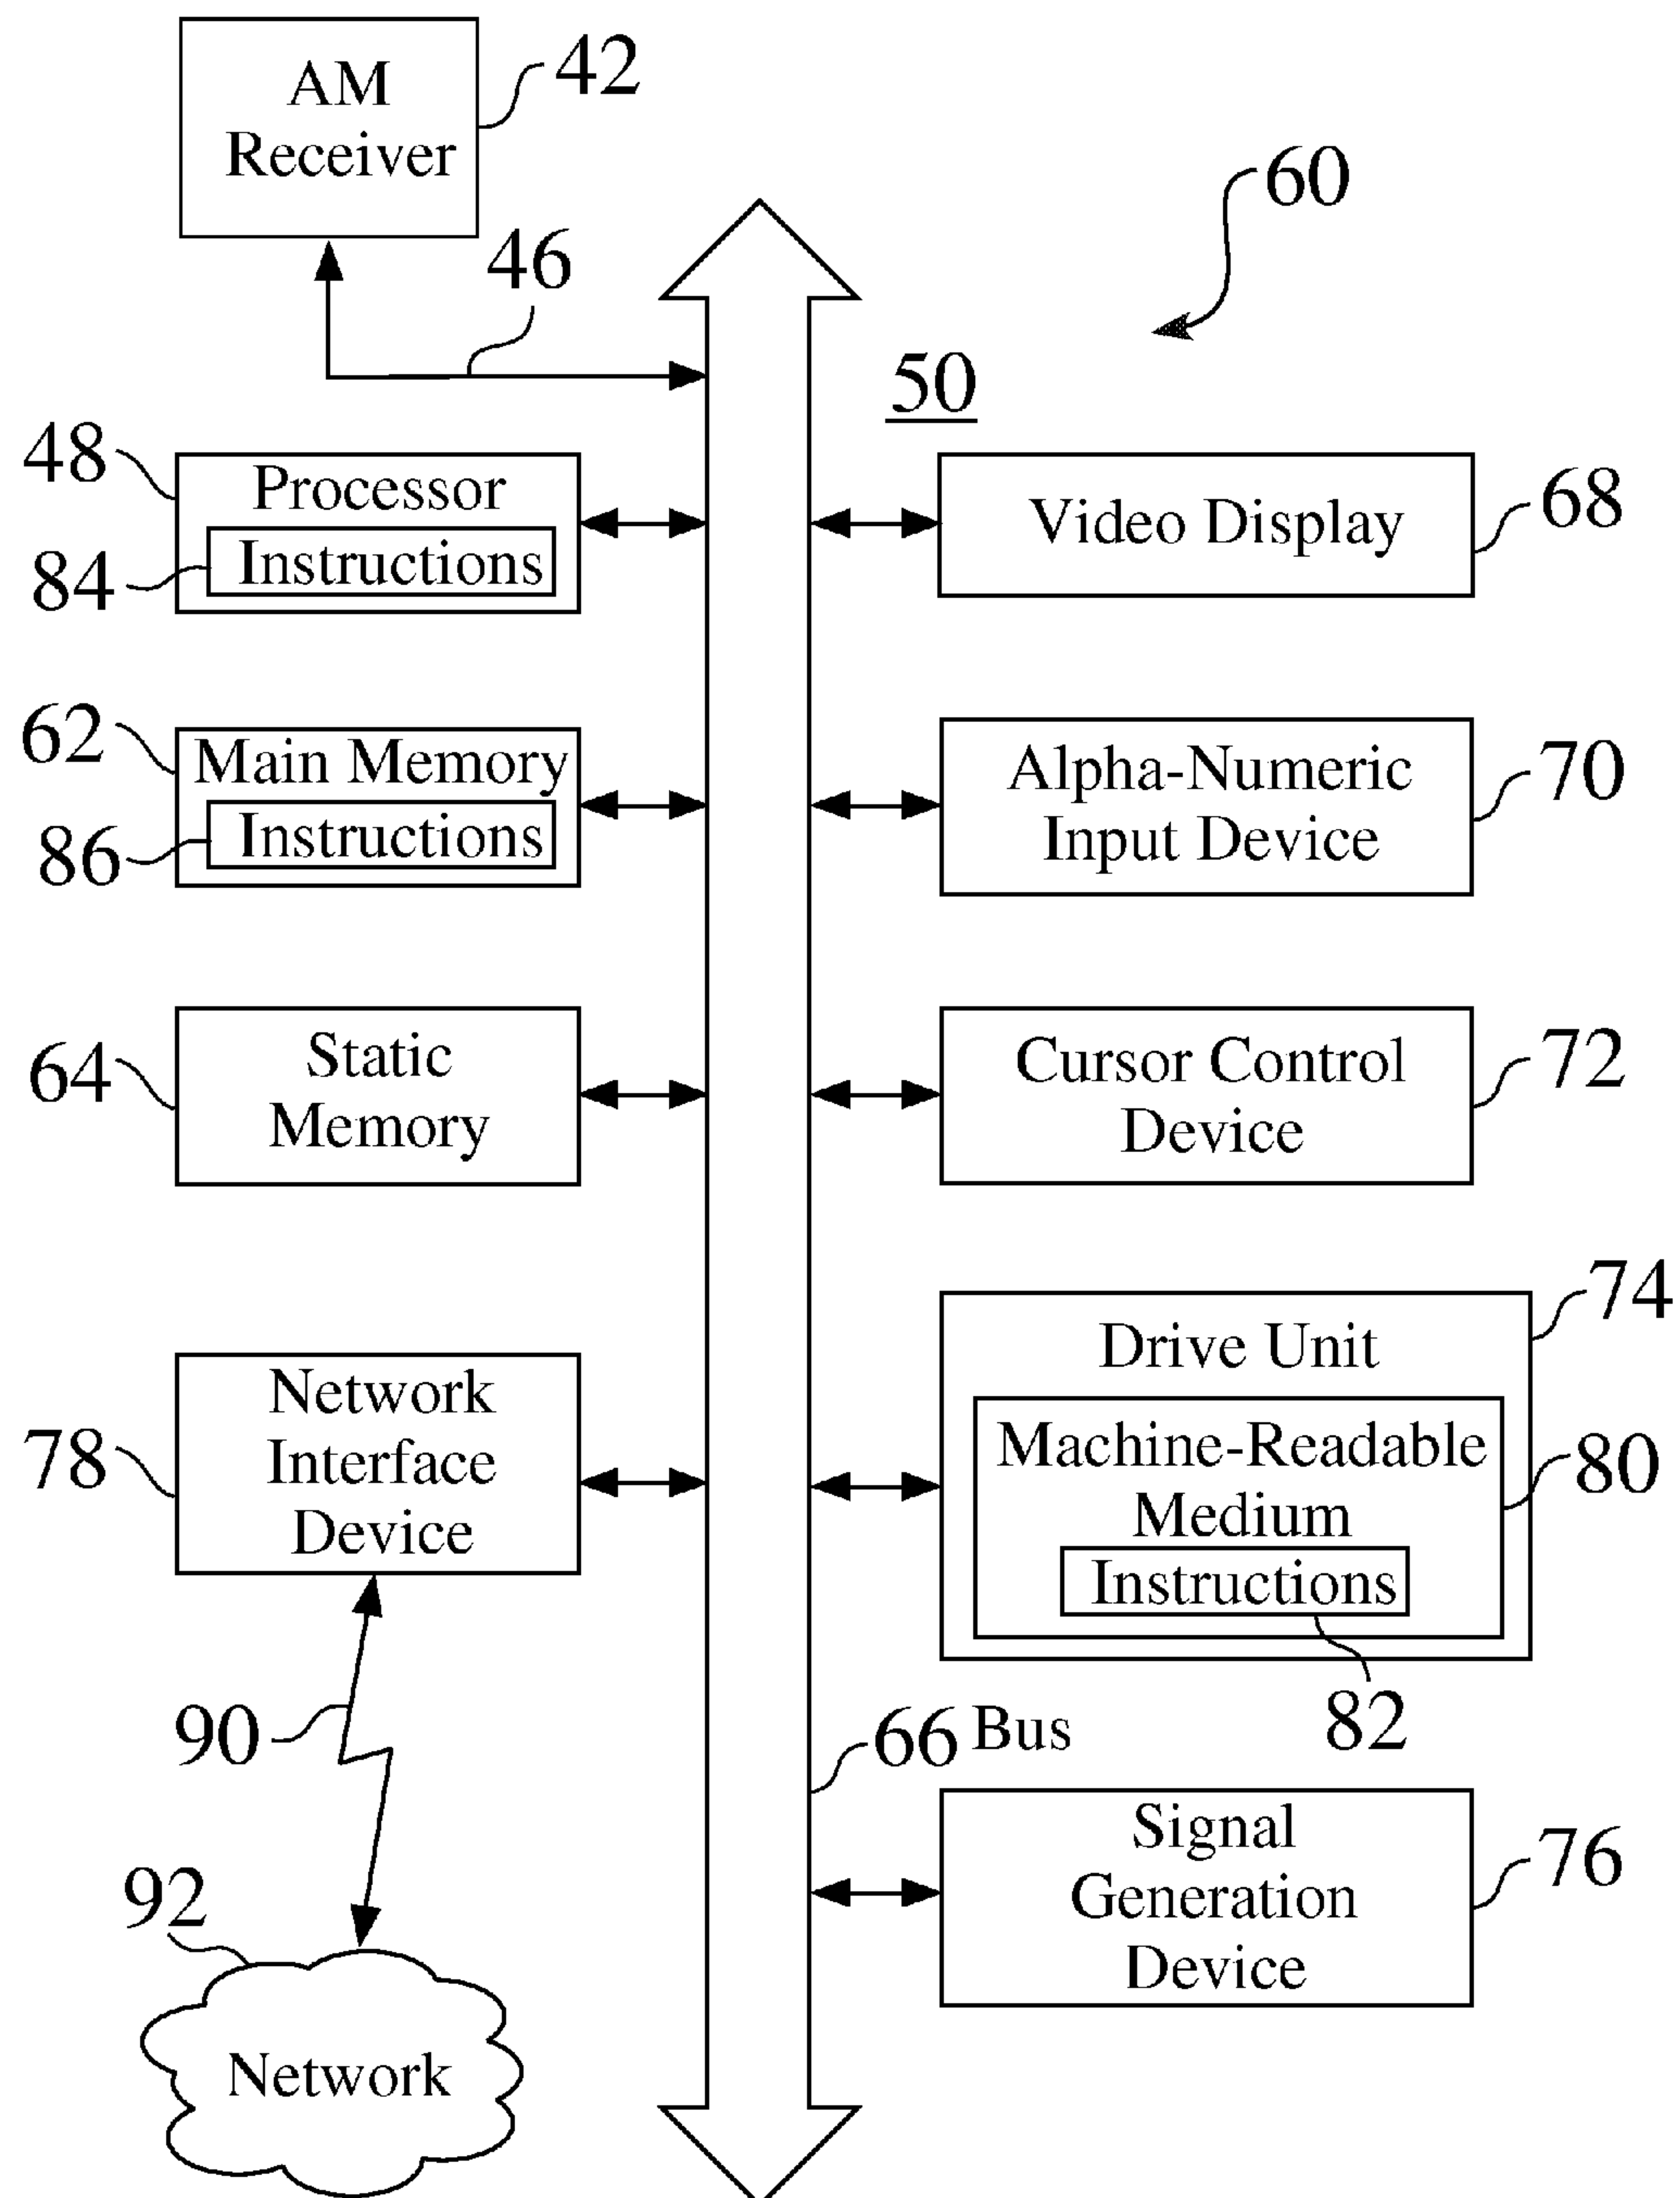 AM
Receiver
42
60
46
50
48
Processor
84
Instructions
Video Display
68
62
Main Memory
86
Instructions
Alpha-Numeric
Input Device
70
64
Static
Memory
Cursor Control
Device
72
78
Network
Interface
Device
74
Drive Unit
Machine-Readable
Medium
80
Instructions
82
90
66 Bus
92
Network
Signal
Generation
Device
76